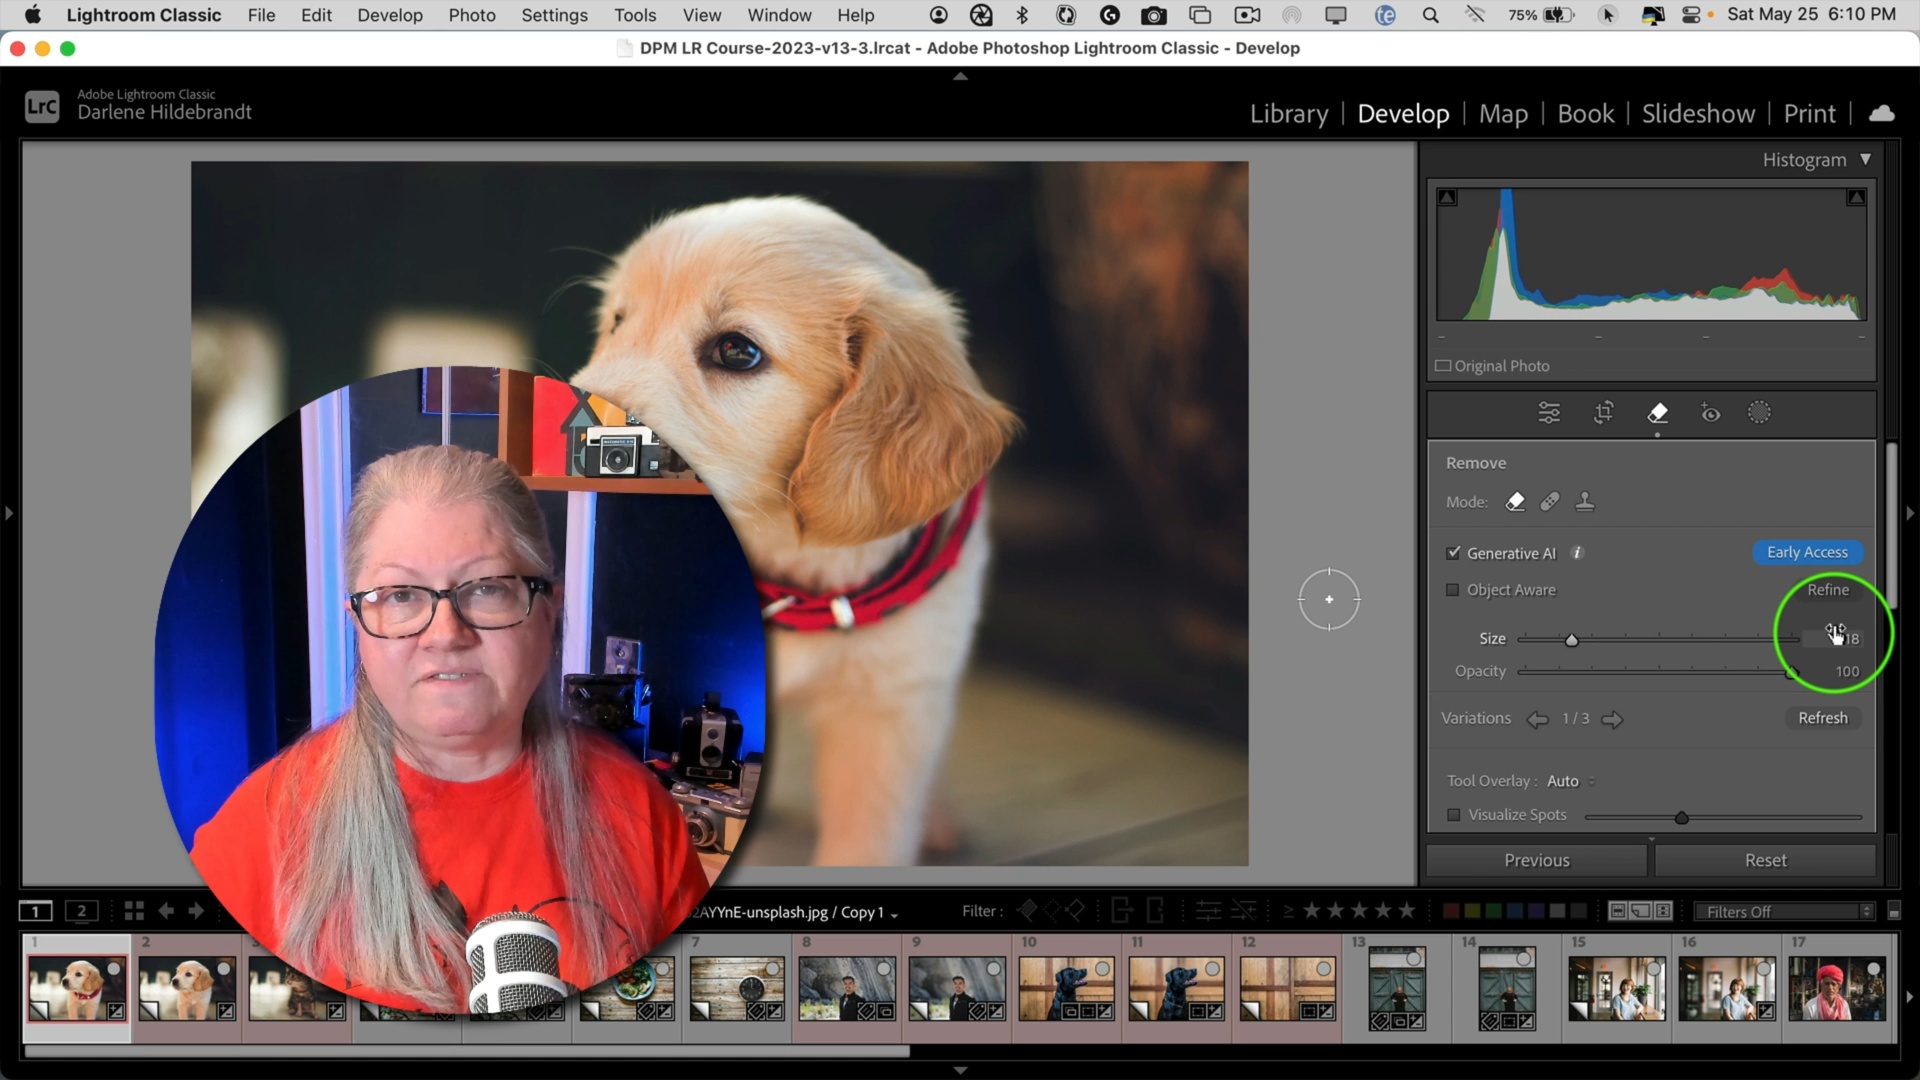 Lightroom Classic File Edit Develop Photo Settings Tools View Window Help 75% Sat May 25 6:10 PM
DPM LR Course-2023-v13-3.lrcat - Adobe Photoshop Lightroom Classic - Develop
LrC
Adobe Lightroom Classic
Darlene Hildebrandt
Library | Develop | Map | Book | Slideshow | Print |
Histogram
Original Photo
Remove
Mode:
Generative AI i Early Access
Object Aware Refine
Size 18
Opacity 100
Variations 1 / 3 Refresh
Tool Overlay : Auto
Visualize Spots
Previous Reset
1 2 2AYYnE-unsplash.jpg / Copy 1 Filter : Filters Off
1 2 7 8 9 10 11 12 13 14 15 16 17